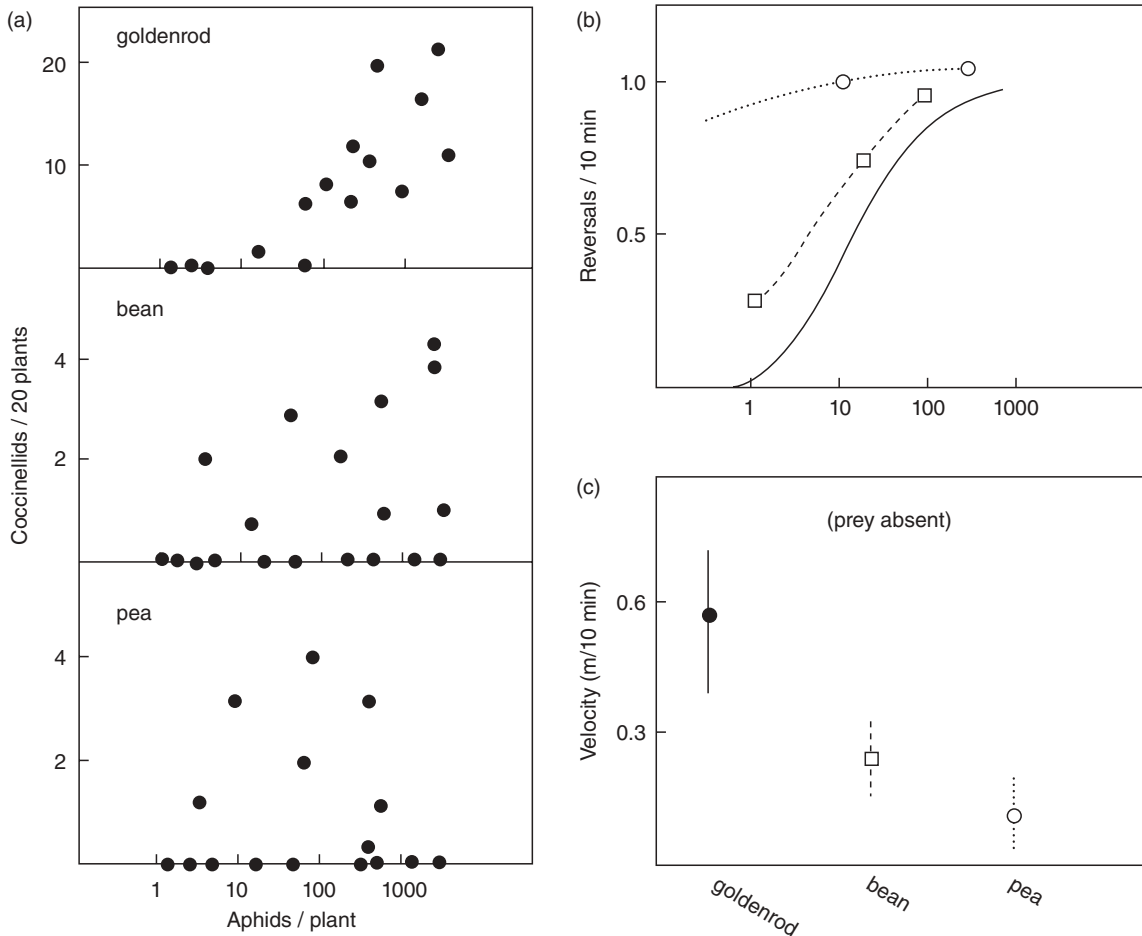 (a)
goldenrod
20
10
bean
4
2
pea
4
2
1 10 100 1000
Aphids / plant
Coccinellids / 20 plants
(b)
1.0
0.5
Reversals / 10 min
1 10 100 1000
(c)
(prey absent)
0.6
0.3
Velocity (m/10 min)
goldenrod
bean
pea